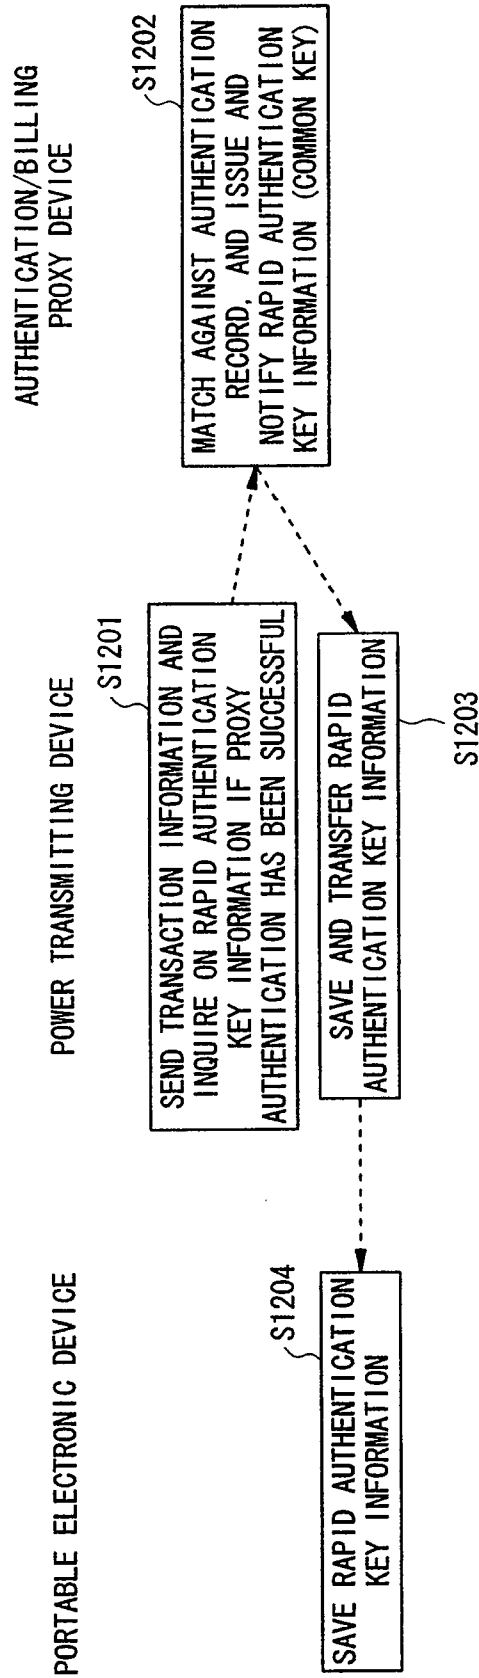 PORTABLE ELECTRONIC DEVICE
POWER TRANSMITTING DEVICE
AUTHENTICATION/BILLING
PROXY DEVICE
S1201
SEND TRANSACTION INFORMATION AND
INQUIRE ON RAPID AUTHENTICATION
KEY INFORMATION IF PROXY
AUTHENTICATION HAS BEEN SUCCESSFUL
S1202
MATCH AGAINST AUTHENTICATION
RECORD, AND ISSUE AND
NOTIFY RAPID AUTHENTICATION
KEY INFORMATION (COMMON KEY)
SAVE AND TRANSFER RAPID
AUTHENTICATION KEY INFORMATION
S1203
S1204
SAVE RAPID AUTHENTICATION
KEY INFORMATION